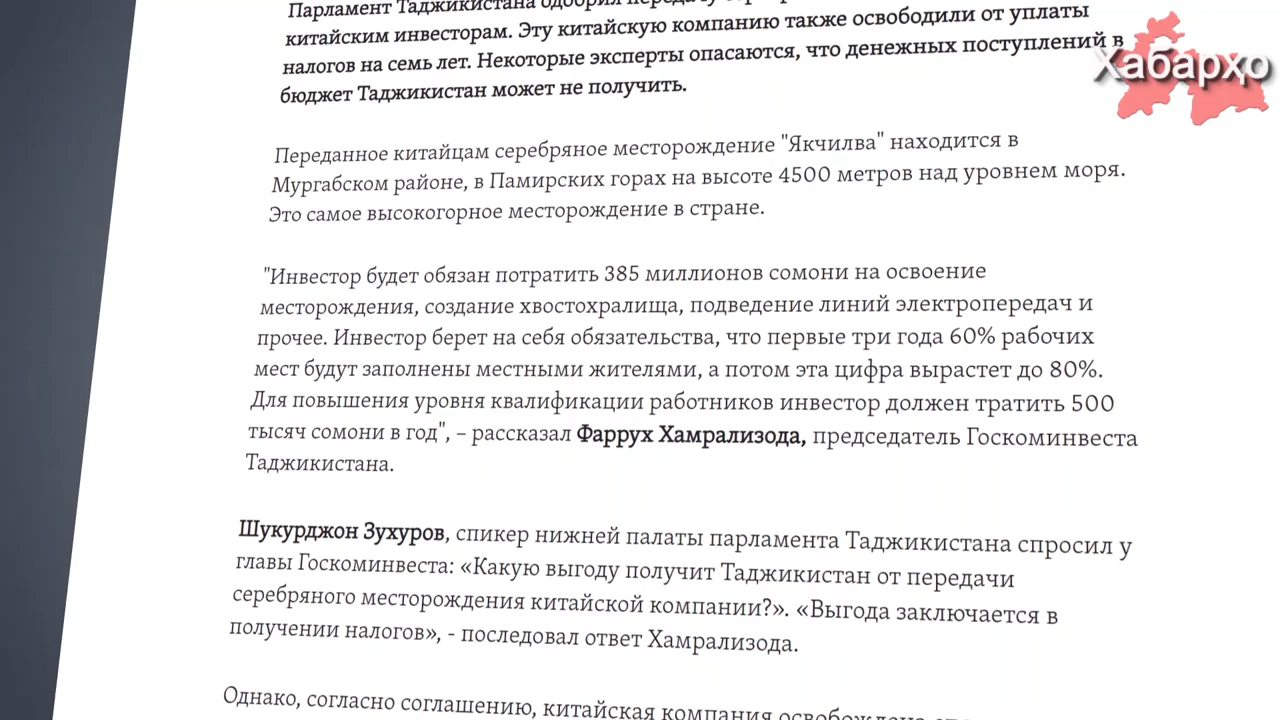 Парламент Таджикистана одобрил передачу
китайским инвесторам. Эту китайскую компанию также освободили от уплаты
налогов на семь лет. Некоторые эксперты опасаются, что денежных поступлений в
бюджет Таджикистан может не получить.
Хабарҳо
Переданное китайцам серебряное месторождение "Якчилва" находится в
Мургабском районе, в Памирских горах на высоте 4500 метров над уровнем моря.
Это самое высокогорное месторождение в стране.
"Инвестор будет обязан потратить 385 миллионов сомони на освоение
месторождения, создание хвостохралища, подведение линий электропередач и
прочее. Инвестор берет на себя обязательства, что первые три года 60% рабочих
мест будут заполнены местными жителями, а потом эта цифра вырастет до 80%.
Для повышения уровня квалификации работников инвестор должен тратить 500
тысяч сомони в год", – рассказал Фаррух Хамрализода, председатель Госкоминвеста
Таджикистана.
Шукурджон Зухуров, спикер нижней палаты парламента Таджикистана спросил у
главы Госкоминвеста: «Какую выгоду получит Таджикистан от передачи
серебряного месторождения китайской компании?». «Выгода заключается в
получении налогов», - последовал ответ Хамрализода.
Однако, согласно соглашению, китайская компания освобождена